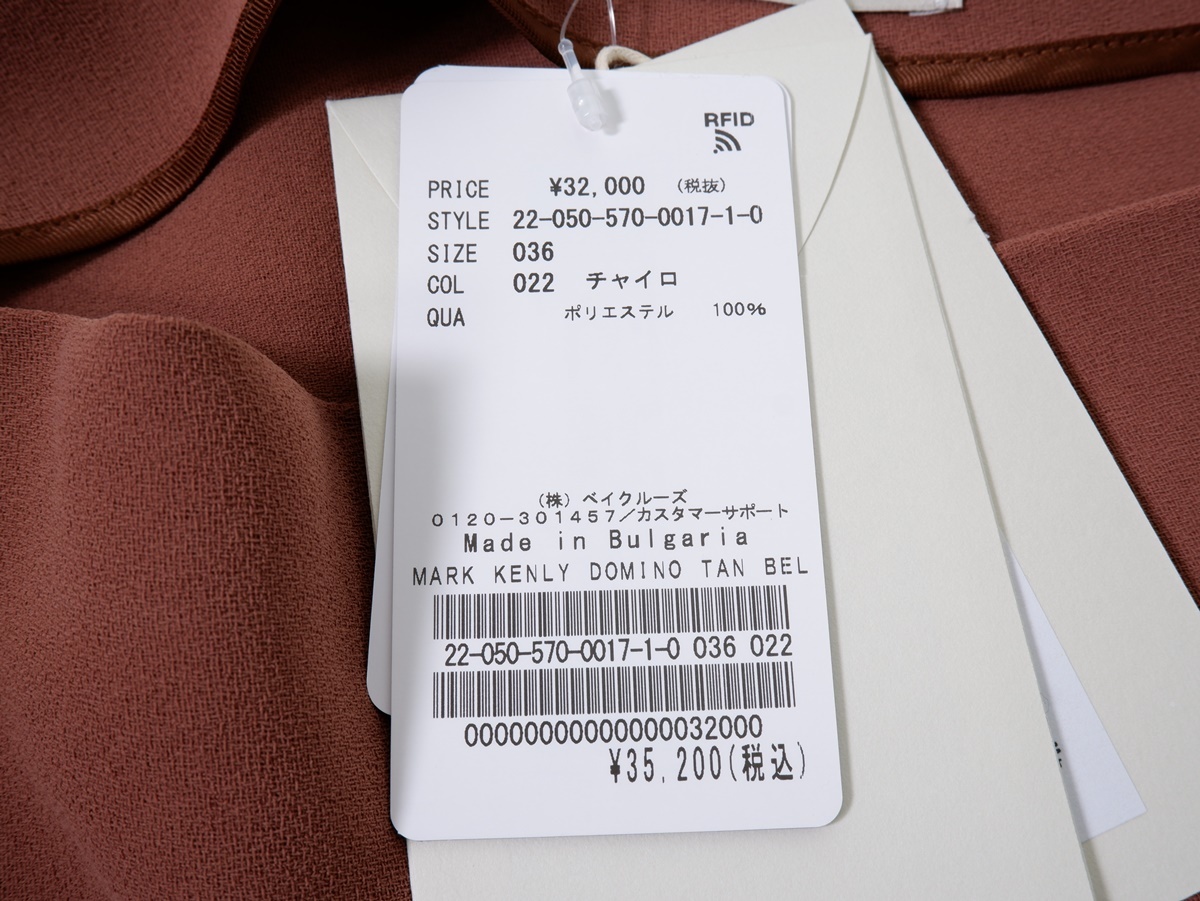 RFID
PRICE ¥32,000 (税抜)
STYLE 22-050-570-0017-1-0
SIZE 036
COL 022 チャイロ
QUA ポリエステル 100%
(株) ベイクルーズ
0120-301457/カスタマーサポート
Made in Bulgaria
MARK KENLY DOMINO TAN BEL
22-050-570-0017-1-0 036 022
00000000000000032000
¥35,200(税込)